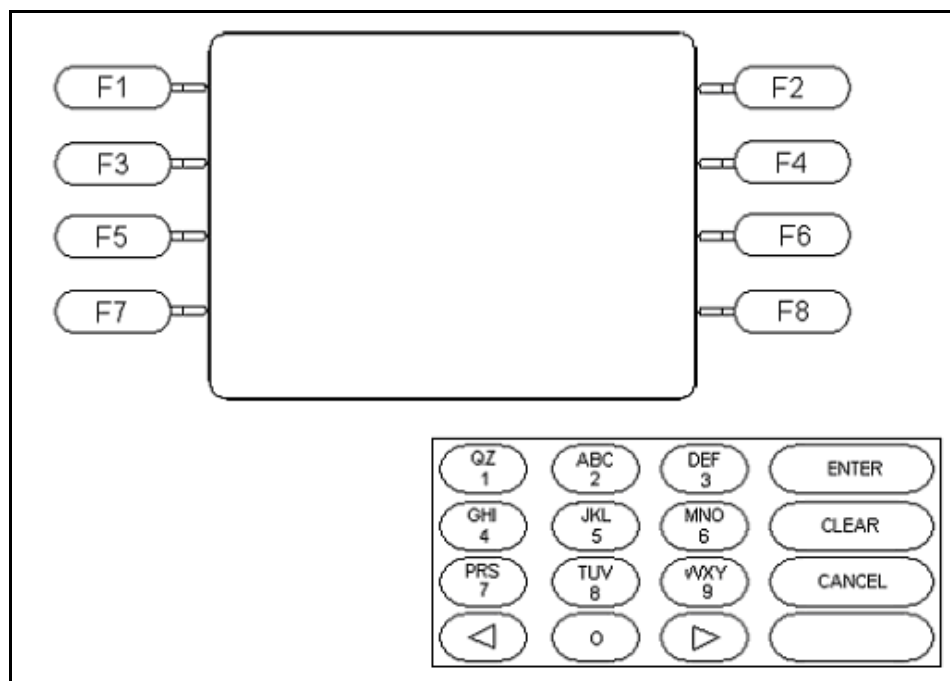 F1
F2
F3
F4
F5
F6
F7
F8
QZ
1
ABC
2
DEF
3
ENTER
GHI
4
JKL
5
MNO
6
CLEAR
PRS
7
TUV
8
WXY
9
CANCEL
0